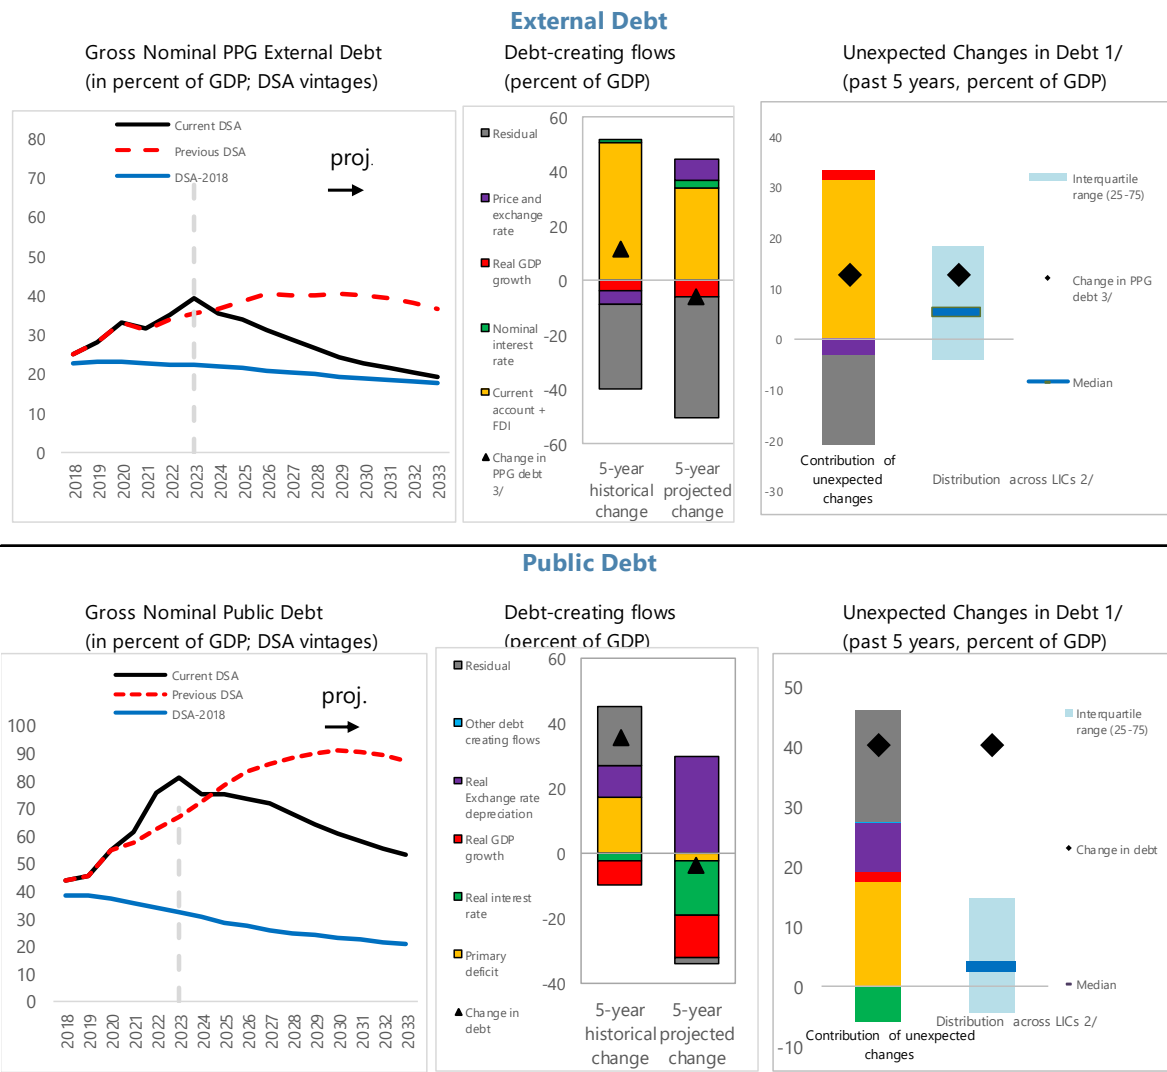 External Debt
Gross Nominal PPG External Debt
(in percent of GDP; DSA vintages)
Current DSA
Previous DSA
DSA-2018
proj.
80
70
60
50
40
30
20
10
0
2018
2019
2020
2021
2022
2023
2024
2025
2026
2027
2028
2029
2030
2031
2032
2033
Debt-creating flows
(percent of GDP)
Residual
Price and
exchange
rate
Real GDP
growth
Nominal
interest
rate
Current
account +
FDI
Change in
PPG debt
3/
60
40
20
0
-20
-40
-60
5-year
historical
change
5-year
projected
change
Unexpected Changes in Debt 1/
(past 5 years, percent of GDP)
40
30
20
10
0
-10
-20
-30
Interquartile
range (25-75)
Change in PPG
debt 3/
Median
Contribution of
unexpected
changes
Distribution across LICs 2/
Public Debt
Gross Nominal Public Debt
(in percent of GDP; DSA vintages)
Current DSA
Previous DSA
DSA-2018
proj.
100
90
80
70
60
50
40
30
20
10
0
2018
2019
2020
2021
2022
2023
2024
2025
2026
2027
2028
2029
2030
2031
2032
2033
Debt-creating flows
(percent of GDP)
Residual
Other debt
creating flows
Real
Exchange rate
depreciation
Real GDP
growth
Real interest
rate
Primary
deficit
Change in
debt
60
40
20
0
-20
-40
5-year
historical
change
5-year
projected
change
Unexpected Changes in Debt 1/
(past 5 years, percent of GDP)
50
40
30
20
10
0
-10
Interquartile
range (25-75)
Change in debt
Median
Contribution of unexpected
changes
Distribution across LICs 2/